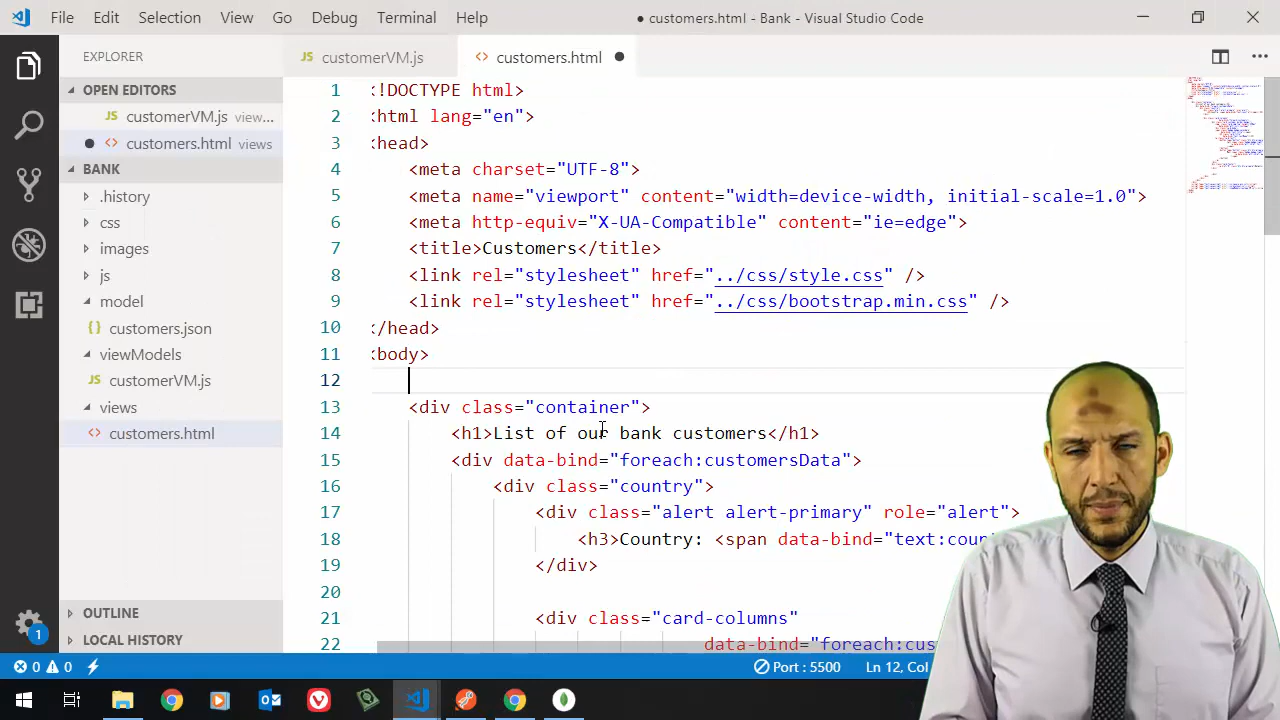 File Edit Selection View Go Debug Terminal Help
● customers.html - Bank - Visual Studio Code
EXPLORER
OPEN EDITORS
JS customerVM.js view...
<> customers.html views
BANK
.history
css
images
js
model
{} customers.json
viewModels
JS customerVM.js
views
<> customers.html
OUTLINE
LOCAL HISTORY
JS customerVM.js
<> customers.html ●
1 <!DOCTYPE html>
2 <html lang="en">
3 <head>
4 <meta charset="UTF-8">
5 <meta name="viewport" content="width=device-width, initial-scale=1.0">
6 <meta http-equiv="X-UA-Compatible" content="ie=edge">
7 <title>Customers</title>
8 <link rel="stylesheet" href="../css/style.css" />
9 <link rel="stylesheet" href="../css/bootstrap.min.css" />
10 </head>
11 <body>
12
13 <div class="container">
14 <h1>List of our bank customers</h1>
15 <div data-bind="foreach:customersData">
16 <div class="country">
17 <div class="alert alert-primary" role="alert">
18 <h3>Country: <span data-bind="text:coun
19 </div>
20
21 <div class="card-columns"
22 data-bind="foreach:cus
1
0 0 Port : 5500 Ln 12, Col